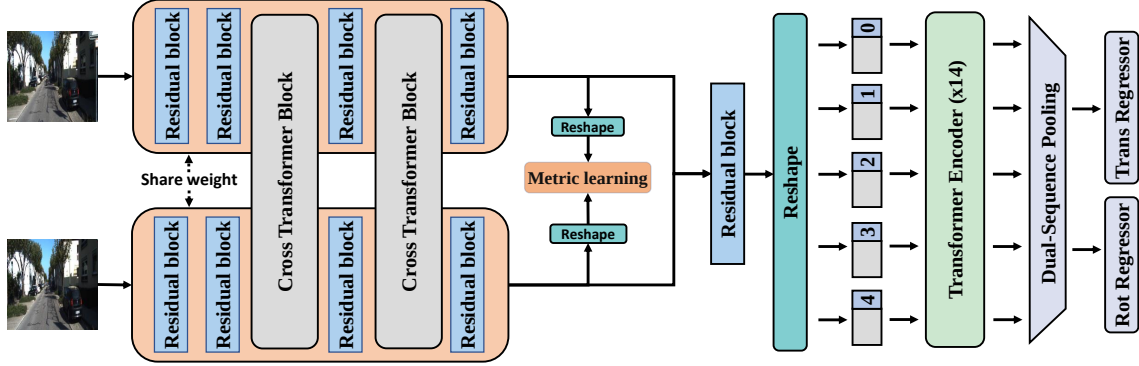 Residual block
Residual block
Cross Transformer Block
Residual block
Cross Transformer Block
Residual block
Share weight
Residual block
Residual block
Residual block
Residual block
Reshape
Metric learning
Reshape
Residual block
Reshape
0
1
2
3
4
Transformer Encoder (x14)
Dual-Sequence Pooling
Trans Regressor
Rot Regressor